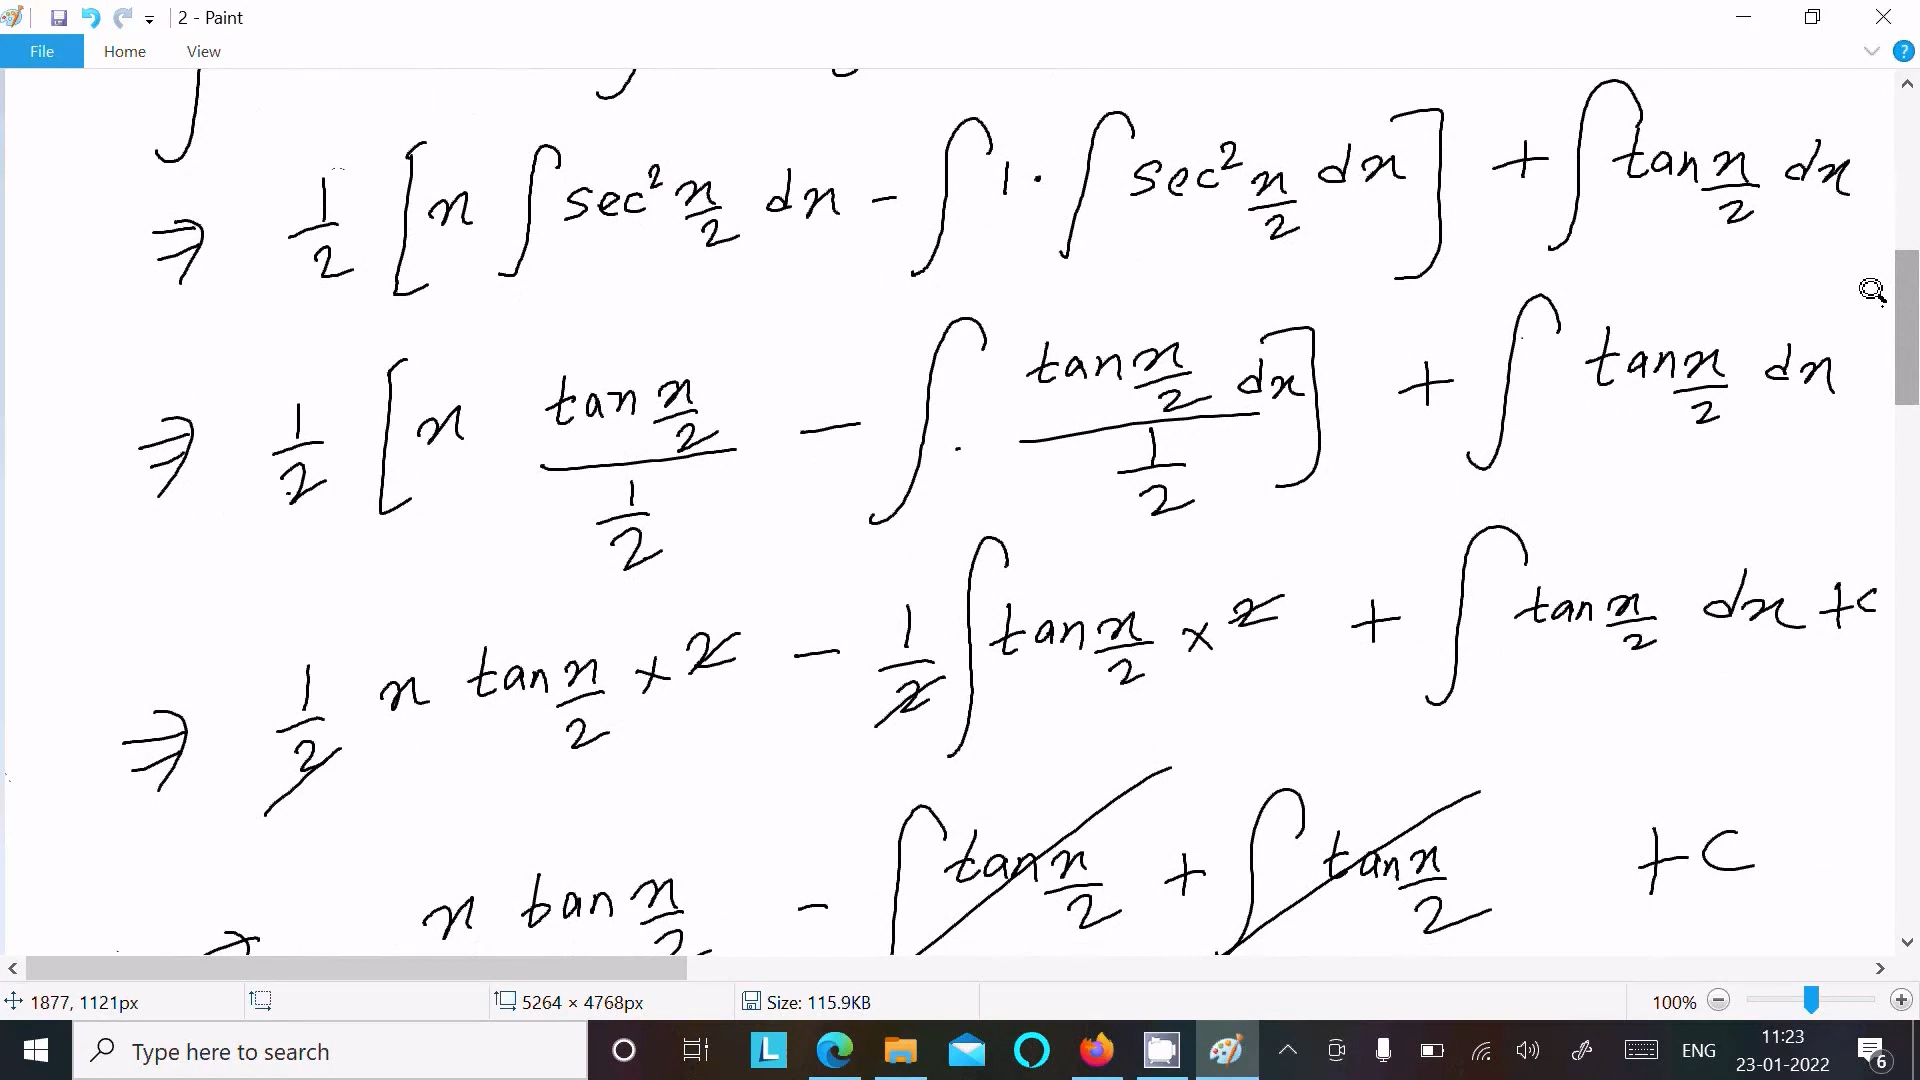 2 - Paint
File Home View
⇒ 1/2 [ x ∫ sec² x/2 dx - ∫ 1 · ∫ sec² x/2 dx ] + ∫ tan x/2 dx
⇒ 1/2 [ x (tan x/2)/(1/2) - ∫ · (tan x/2 dx)/(1/2) ] + ∫ tan x/2 dx
⇒ 1/2 x tan x/2 × 2 - 1/2 ∫ tan x/2 × 2 + ∫ tan x/2 dx + c
⇒ x tan x/2 - ∫ tan x/2 + ∫ tan x/2 + C
1877, 1121px 5264 × 4768px Size: 115.9KB 100%
Type here to search
L
ENG
11:23
23-01-2022
6